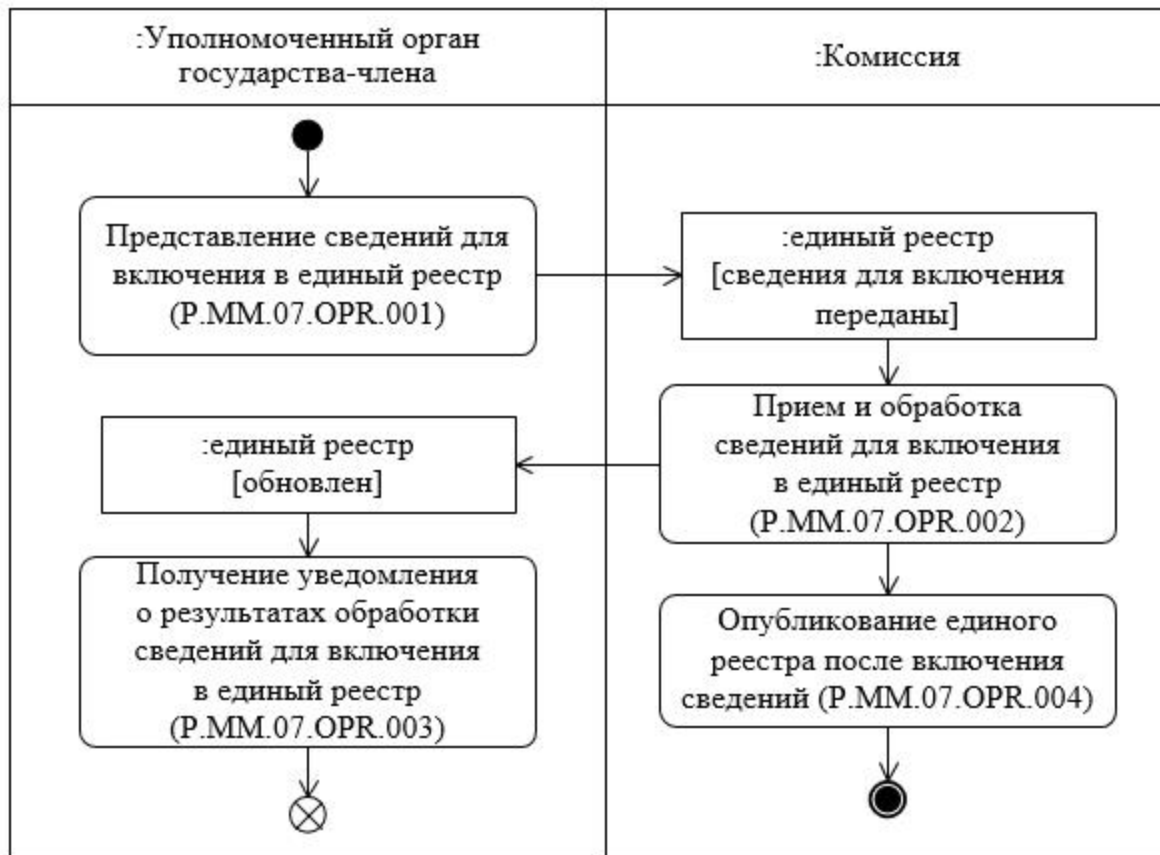 :Уполномоченный орган
государства-члена
:Комиссия
Представление сведений для
включения в единый реестр
(P.MM.07.OPR.001)
:единый реестр
[сведения для включения
переданы]
Прием и обработка
сведений для включения
в единый реестр
(P.MM.07.OPR.002)
:единый реестр
[обновлен]
Получение уведомления
о результатах обработки
сведений для включения
в единый реестр
(P.MM.07.OPR.003)
Опубликование единого
реестра после включения
сведений (P.MM.07.OPR.004)